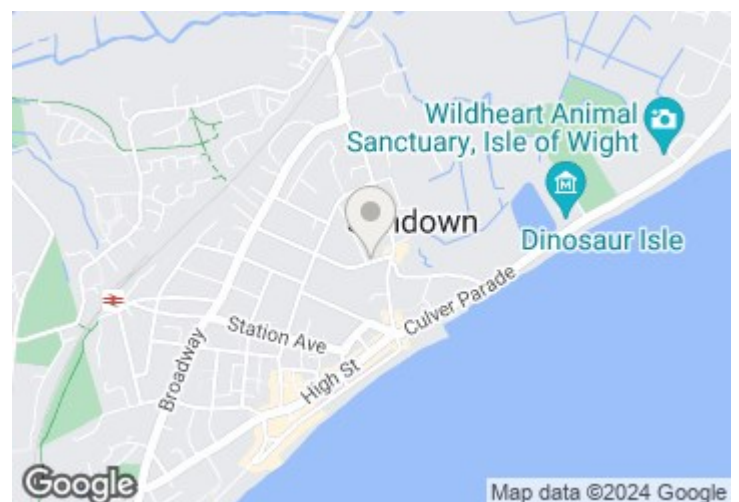 Wildheart Animal
Sanctuary, Isle of Wight
Dinosaur Isle
Culver Parade
Station Ave
High St
Broadway
Google
Map data ©2024 Google